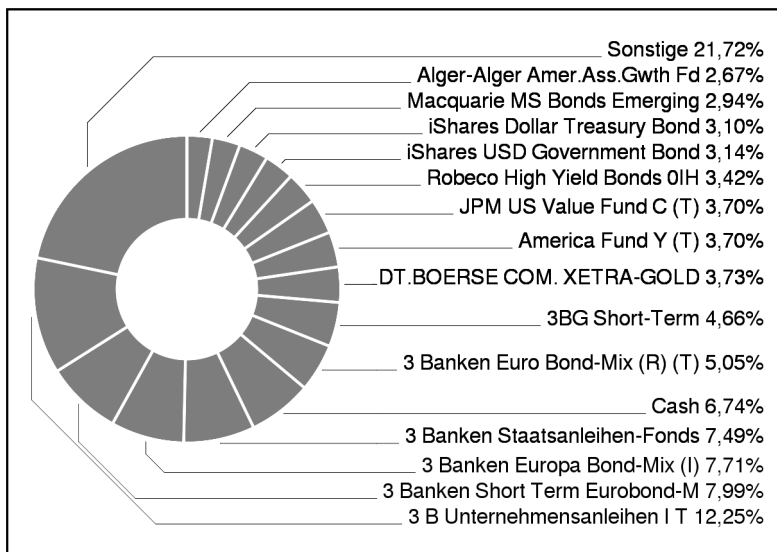 Sonstige 21,72%
Alger-Alger Amer.Ass.Gwth Fd 2,67%
Macquarie MS Bonds Emerging 2,94%
iShares Dollar Treasury Bond 3,10%
iShares USD Government Bond 3,14%
Robeco High Yield Bonds 0IH 3,42%
JPM US Value Fund C (T) 3,70%
America Fund Y (T) 3,70%
DT.BOERSE COM. XETRA-GOLD 3,73%
3BG Short-Term 4,66%
3 Banken Euro Bond-Mix (R) (T) 5,05%
Cash 6,74%
3 Banken Staatsanleihen-Fonds 7,49%
3 Banken Europa Bond-Mix (I) 7,71%
3 Banken Short Term Eurobond-M 7,99%
3 B Unternehmensanleihen I T 12,25%